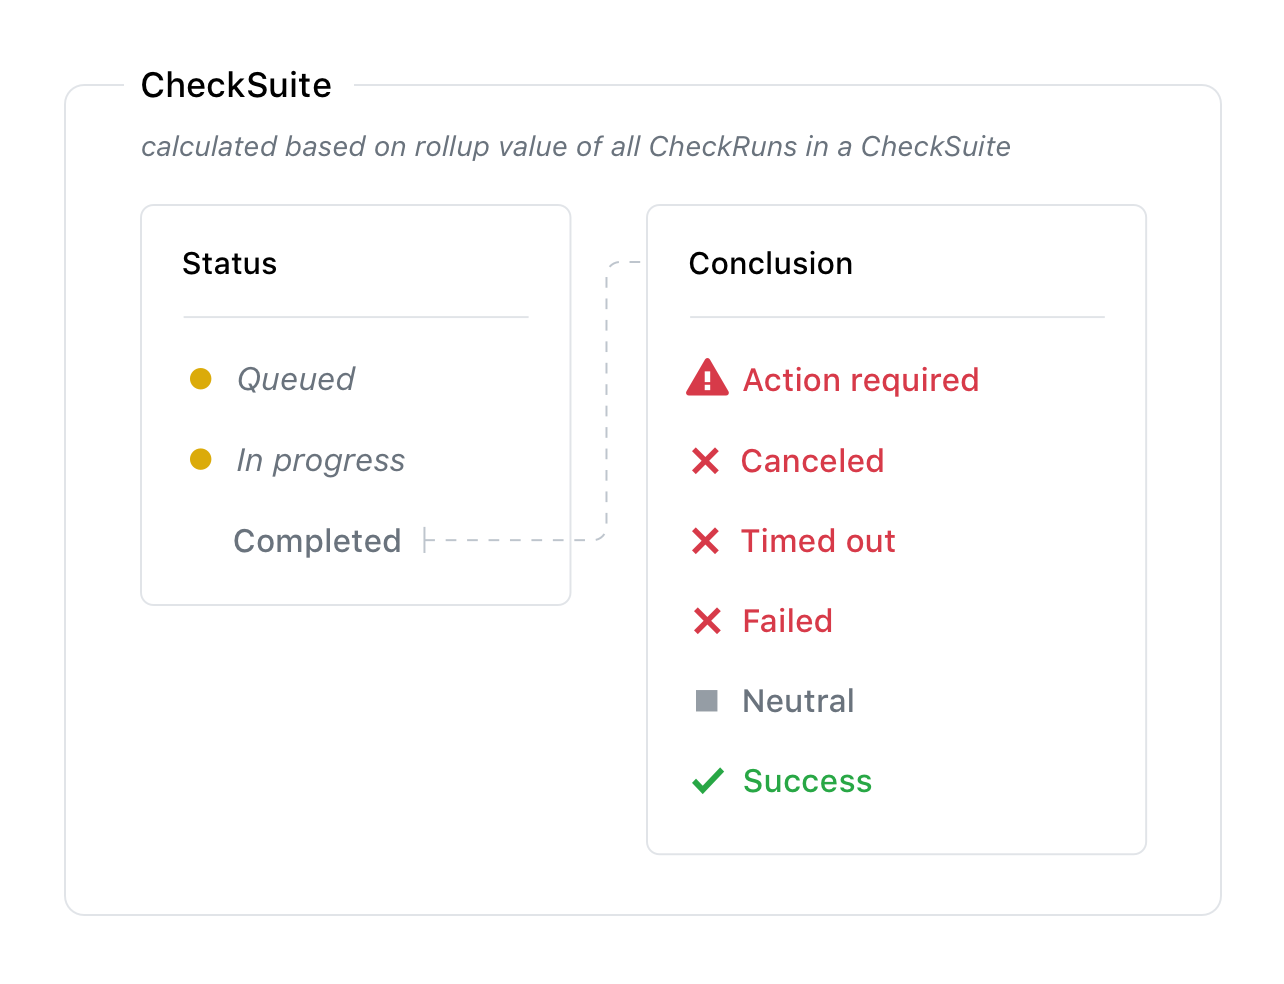 CheckSuite
calculated based on rollup value of all CheckRuns in a CheckSuite
Status
Queued
In progress
Completed
Conclusion
Action required
Canceled
Timed out
Failed
Neutral
Success